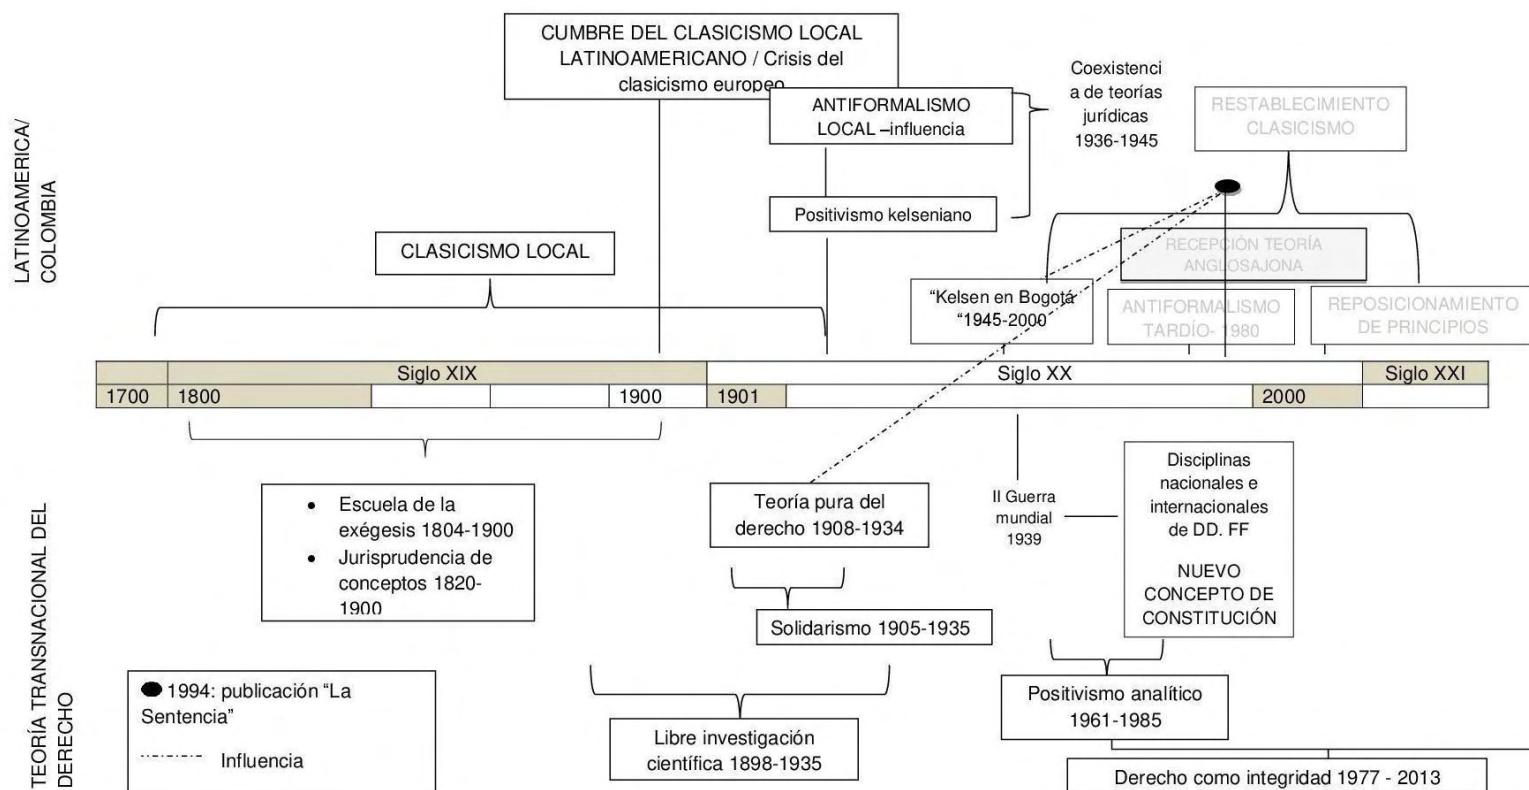 CUMBRE DEL CLASICISMO LOCAL
LATINOAMERICANO / Crisis del
clasicismo europeo
ANTIFORMALISMO
LOCAL –influencia
Coexistenci
a de teorías
jurídicas
1936-1945
RESTABLECIMIENTO
CLASICISMO
LATINOAMERICA/
COLOMBIA
Positivismo kelseniano
CLASICISMO LOCAL
RECEPCIÓN TEORÍA
ANGLOSAJONA
"Kelsen en Bogotá
"1945-2000
ANTIFORMALISMO
TARDÍO- 1980
REPOSICIONAMIENTO
DE PRINCIPIOS
Siglo XIX
Siglo XX
Siglo XXI
1700
1800
1900
1901
2000
TEORÍA TRANSNACIONAL DEL
DERECHO
• Escuela de la
exégesis 1804-1900
• Jurisprudencia de
conceptos 1820-
1900
Teoría pura del
derecho 1908-1934
II Guerra
mundial
1939
Disciplinas
nacionales e
internacionales
de DD. FF
NUEVO
CONCEPTO DE
CONSTITUCIÓN
Solidarismo 1905-1935
1994: publicación "La
Sentencia"
Influencia
Libre investigación
científica 1898-1935
Positivismo analítico
1961-1985
Derecho como integridad 1977 - 2013